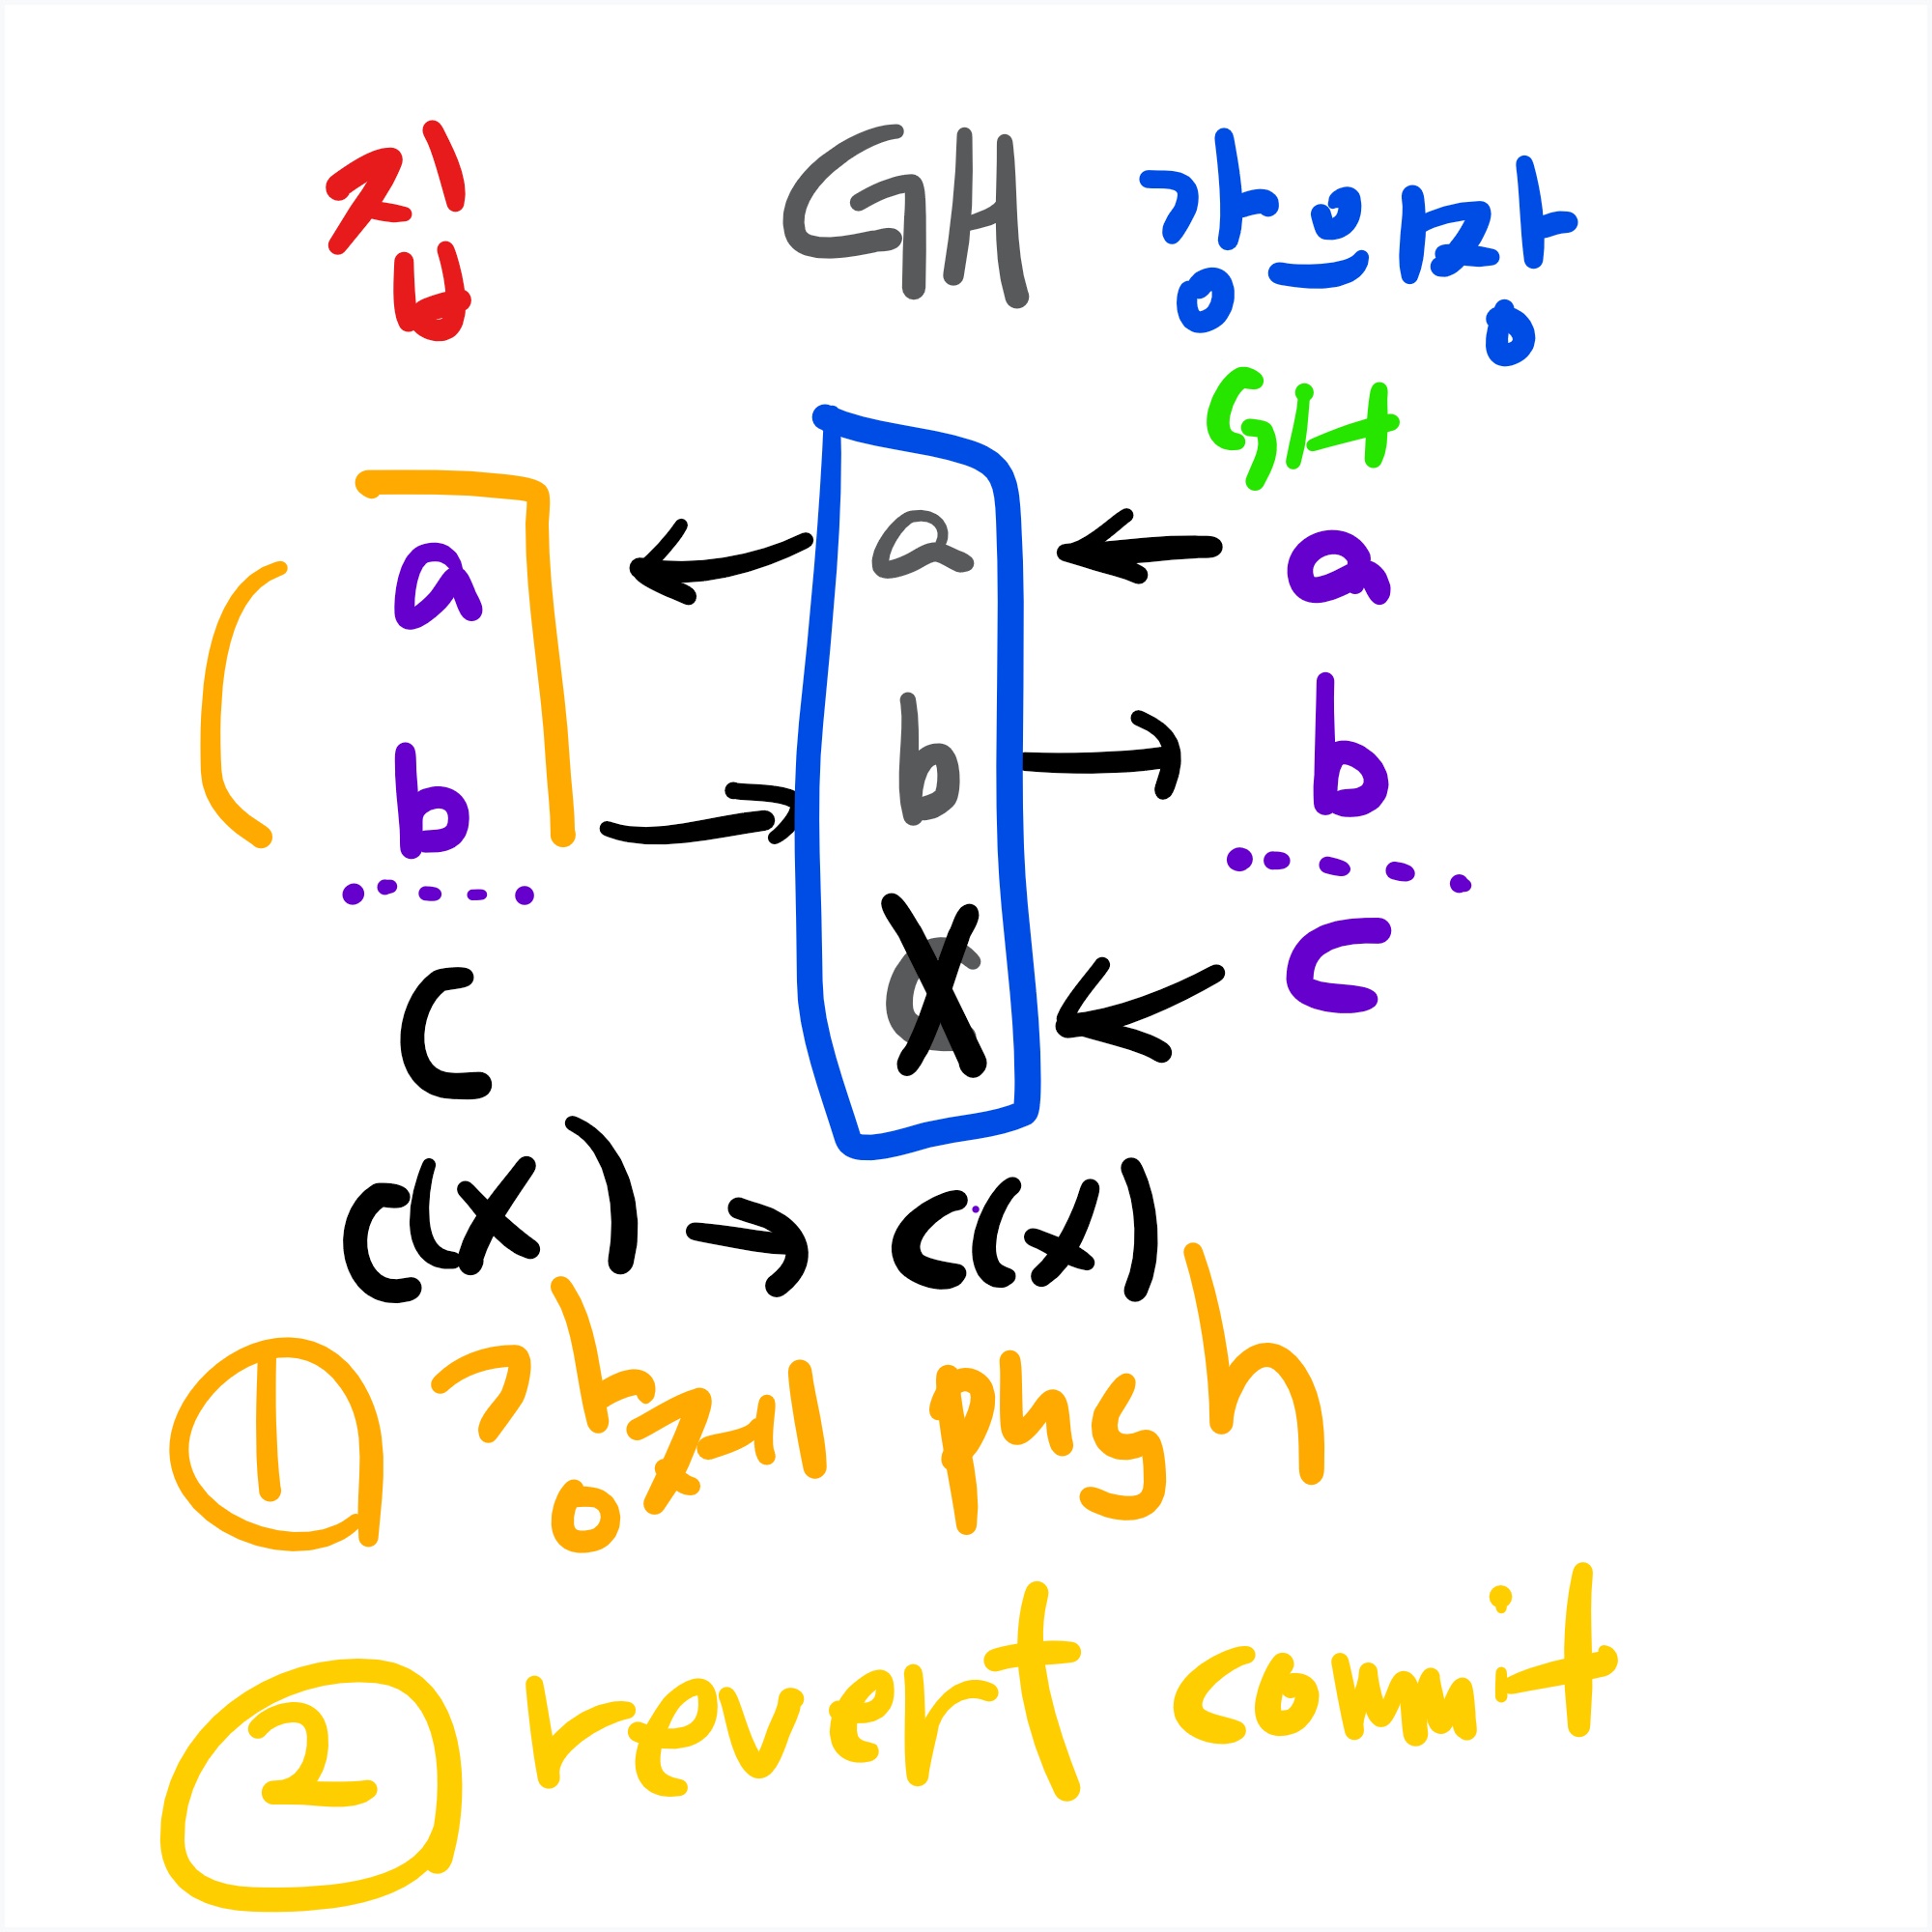 집 GH 강의장
GH
a a a
b b b
c c c
c(x) → c(x)
① 강제 push
② revert commit